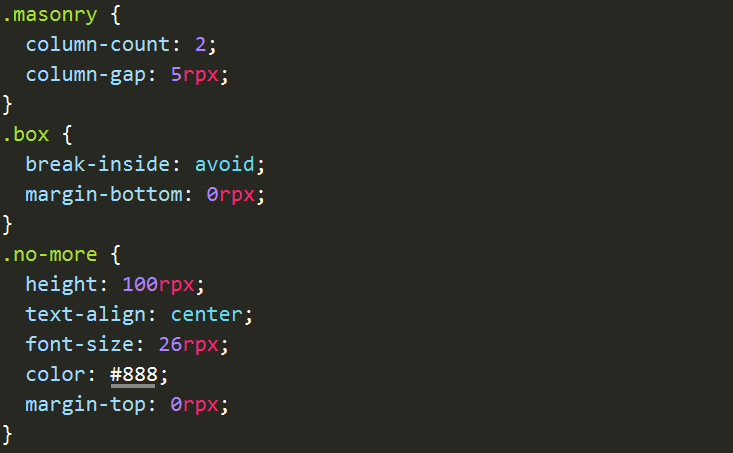 .masonry {
  column-count: 2;
  column-gap: 5rpx;
}
.box {
  break-inside: avoid;
  margin-bottom: 0rpx;
}
.no-more {
  height: 100rpx;
  text-align: center;
  font-size: 26rpx;
  color: #888;
  margin-top: 0rpx;
}